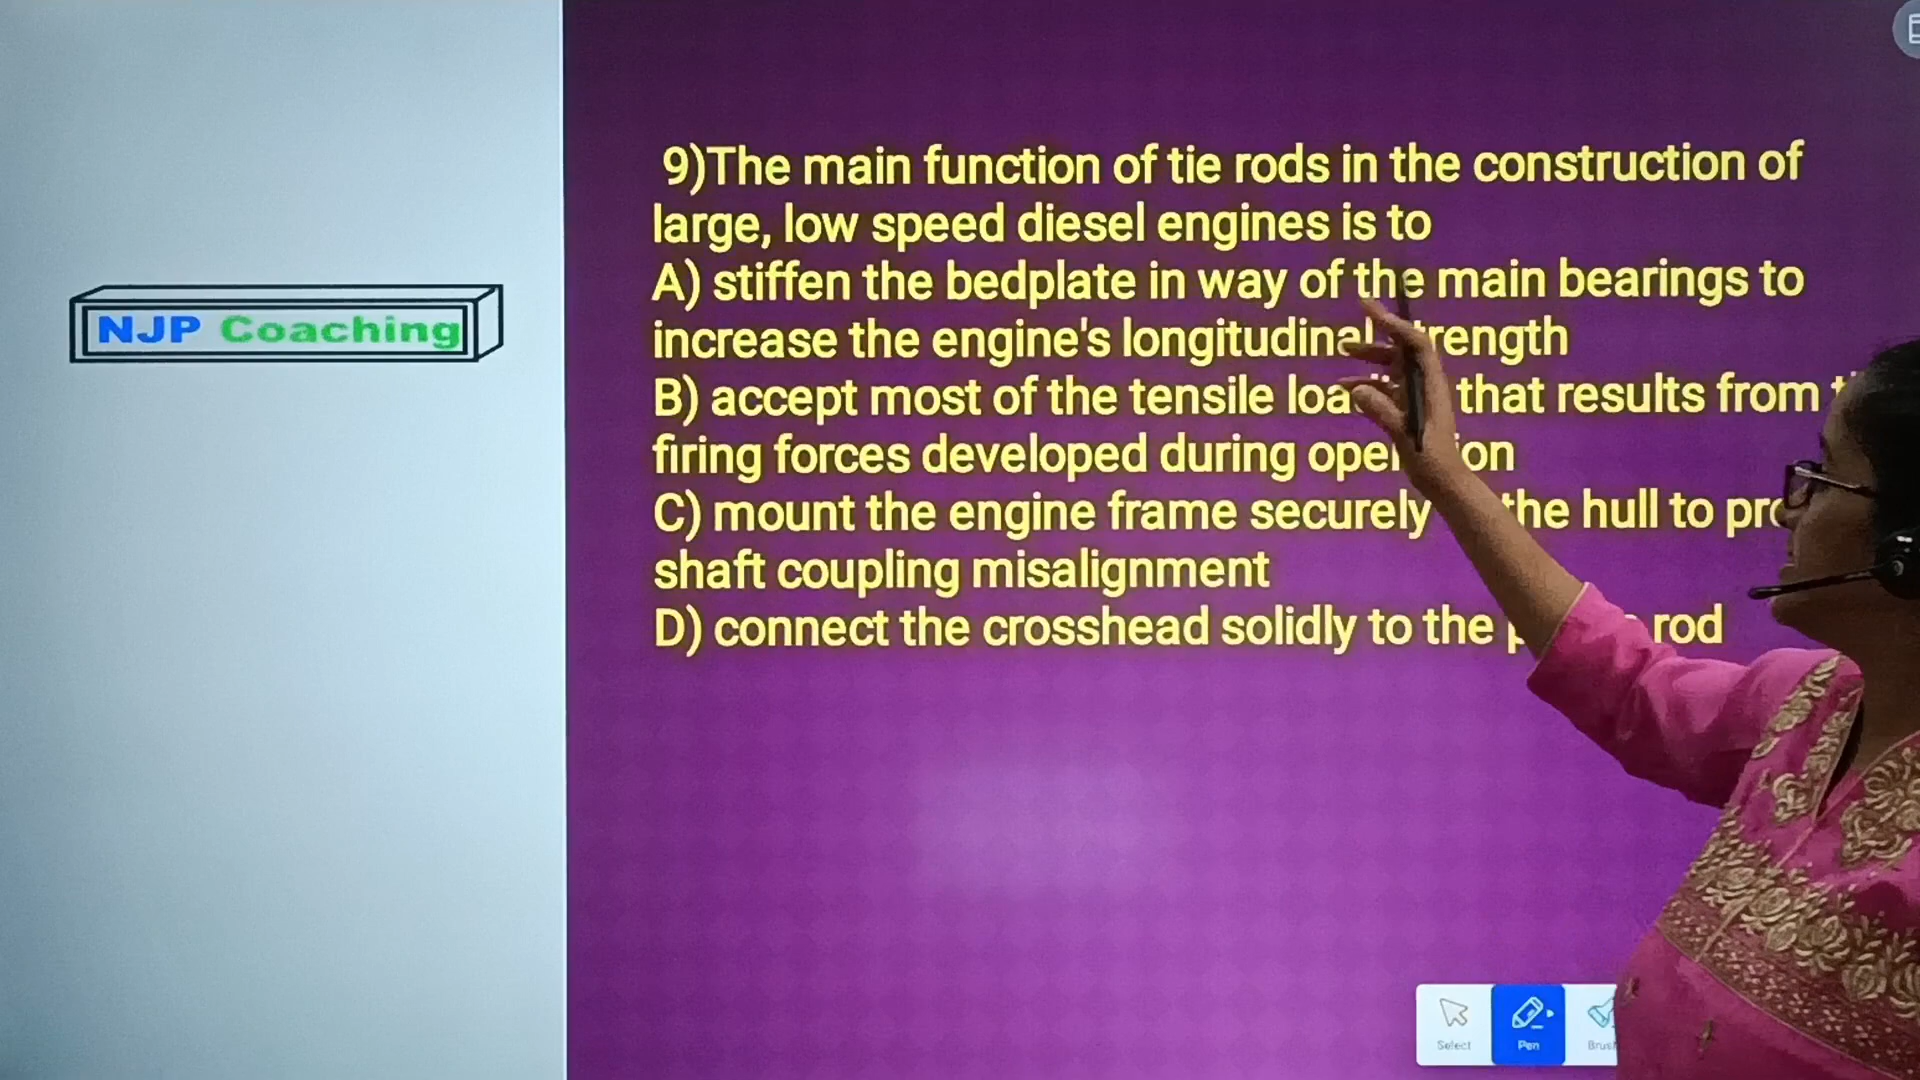 NJP Coaching
9)The main function of tie rods in the construction of
large, low speed diesel engines is to
A) stiffen the bedplate in way of the main bearings to
increase the engine's longitudinal
B) accept most of the tensile that results from
firing forces developed during
C) mount the engine frame securely the hull to
shaft coupling misalignment
D) connect the crosshead solidly to the rod
Select Pen